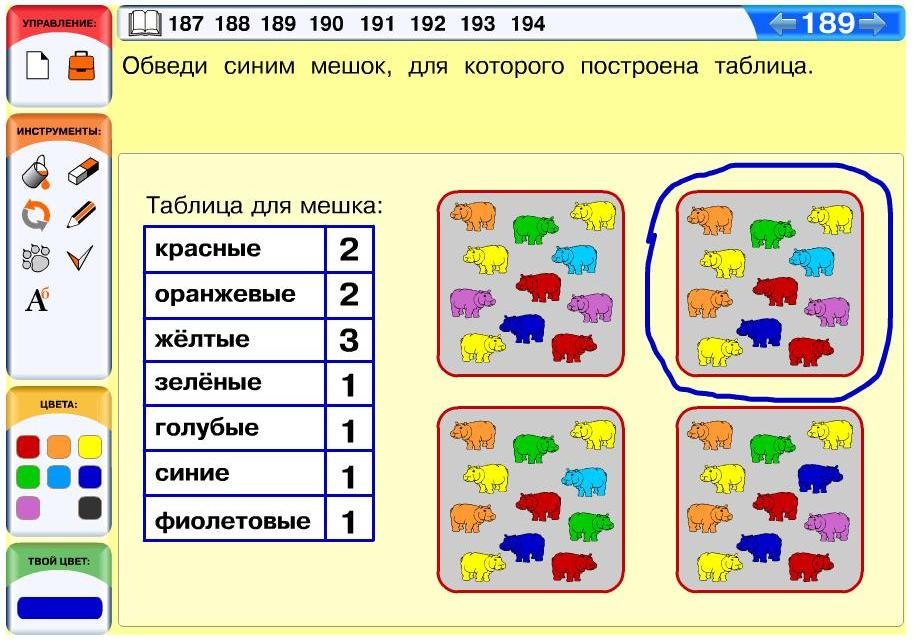 УПРАВЛЕНИЕ:
187 188 189 190 191 192 193 194
189
Обведи синим мешок, для которого построена таблица.
ИНСТРУМЕНТЫ:
Аб
ЦВЕТА:
ТВОЙ ЦВЕТ:
Таблица для мешка:
красные 2
оранжевые 2
жёлтые 3
зелёные 1
голубые 1
синие 1
фиолетовые 1